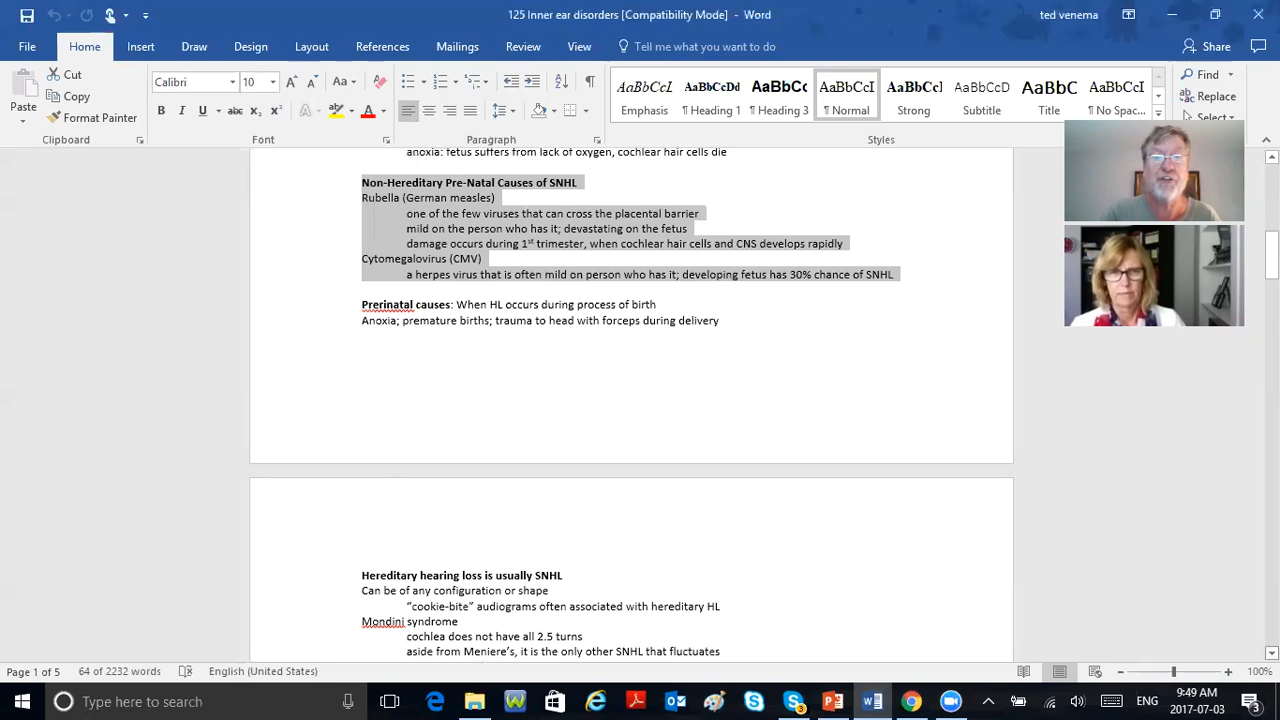 125 Inner ear disorders [Compatibility Mode] - Word
ted venema
File Home Insert Draw Design Layout References Mailings Review View Tell me what you want to do Share
Cut
Copy
Format Painter
Paste
Clipboard
Calibri 10
Font
Paragraph
AaBbCcI AaBbCcDd AaBbCc AaBbCcI AaBbCcI AaBbCcDd AaBbC AaBbCcI
Emphasis ¶ Heading 1 ¶ Heading 3 ¶ Normal Strong Subtitle Title ¶ No Spac...
Styles
Find
Replace
Select
anoxia: fetus suffers from lack of oxygen, cochlear hair cells die
Non-Hereditary Pre-Natal Causes of SNHL
Rubella (German measles)
one of the few viruses that can cross the placental barrier
mild on the person who has it; devastating on the fetus
damage occurs during 1st trimester, when cochlear hair cells and CNS develops rapidly
Cytomegalovirus (CMV)
a herpes virus that is often mild on person who has it; developing fetus has 30% chance of SNHL
Prerinatal causes: When HL occurs during process of birth
Anoxia; premature births; trauma to head with forceps during delivery
Hereditary hearing loss is usually SNHL
Can be of any configuration or shape
“cookie-bite” audiograms often associated with hereditary HL
Mondini syndrome
cochlea does not have all 2.5 turns
aside from Meniere’s, it is the only other SNHL that fluctuates
Page 1 of 5 64 of 2232 words English (United States) 100%
Type here to search
ENG
9:49 AM
2017-07-03